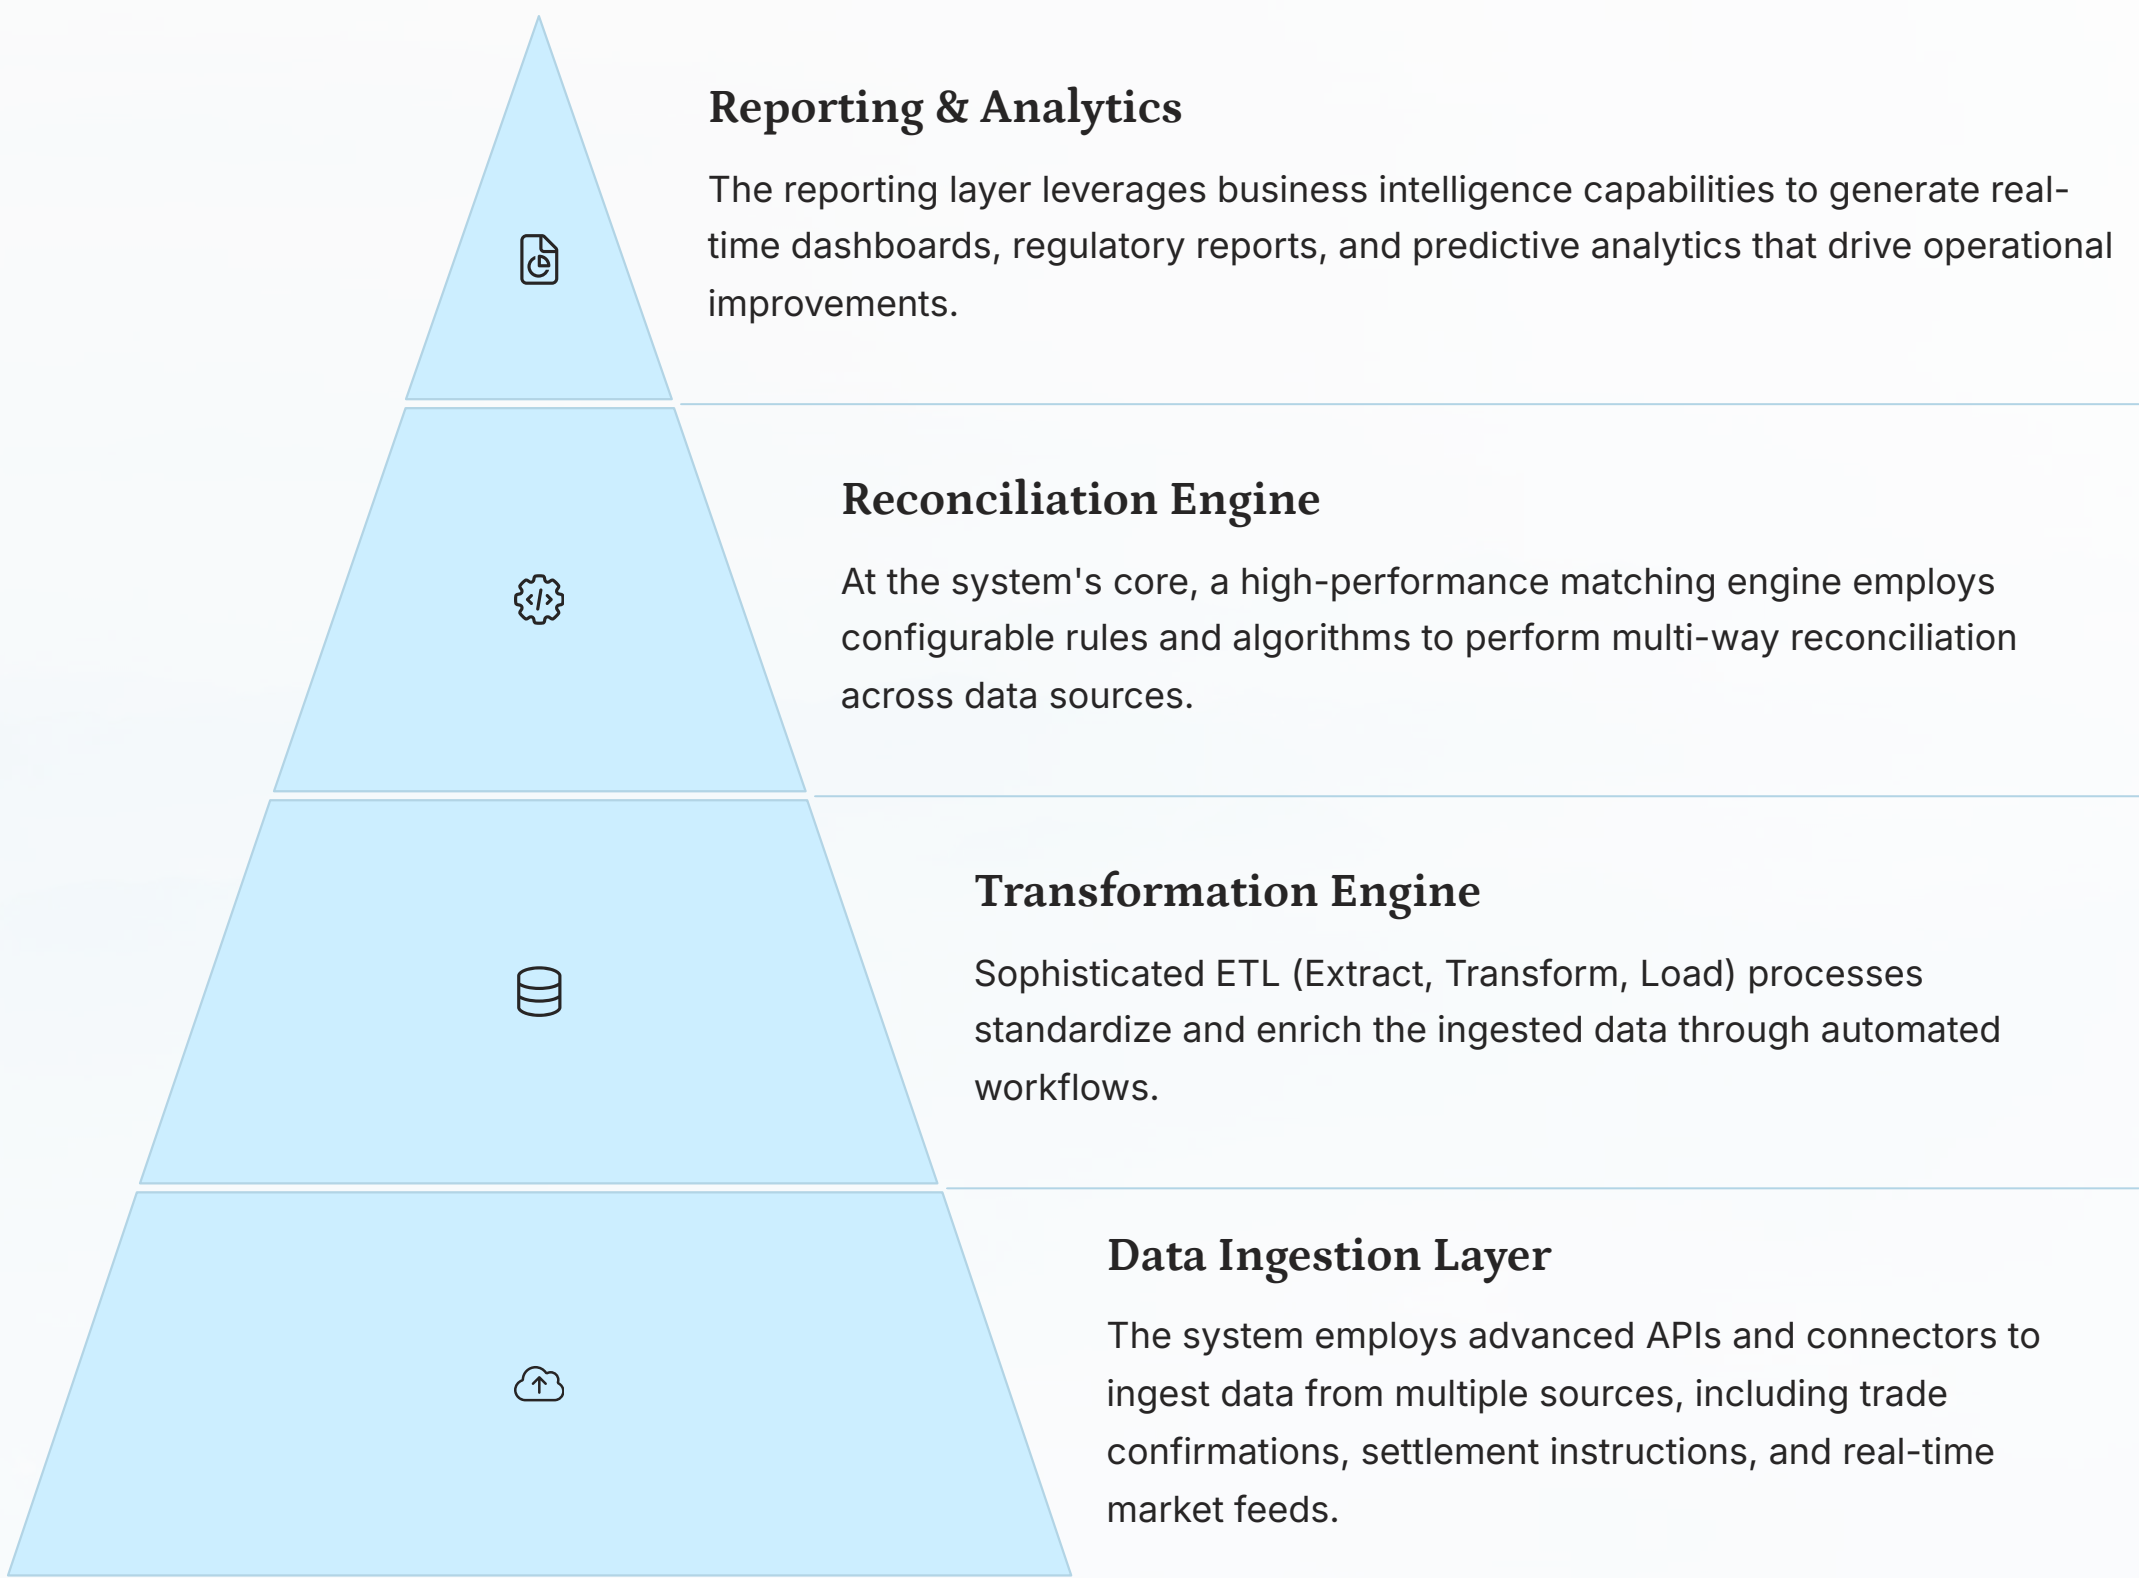 Reporting & Analytics
The reporting layer leverages business intelligence capabilities to generate real-
time dashboards, regulatory reports, and predictive analytics that drive operational
improvements.
Reconciliation Engine
At the system's core, a high-performance matching engine employs
configurable rules and algorithms to perform multi-way reconciliation
across data sources.
Transformation Engine
Sophisticated ETL (Extract, Transform, Load) processes
standardize and enrich the ingested data through automated
workflows.
Data Ingestion Layer
The system employs advanced APIs and connectors to
ingest data from multiple sources, including trade
confirmations, settlement instructions, and real-time
market feeds.